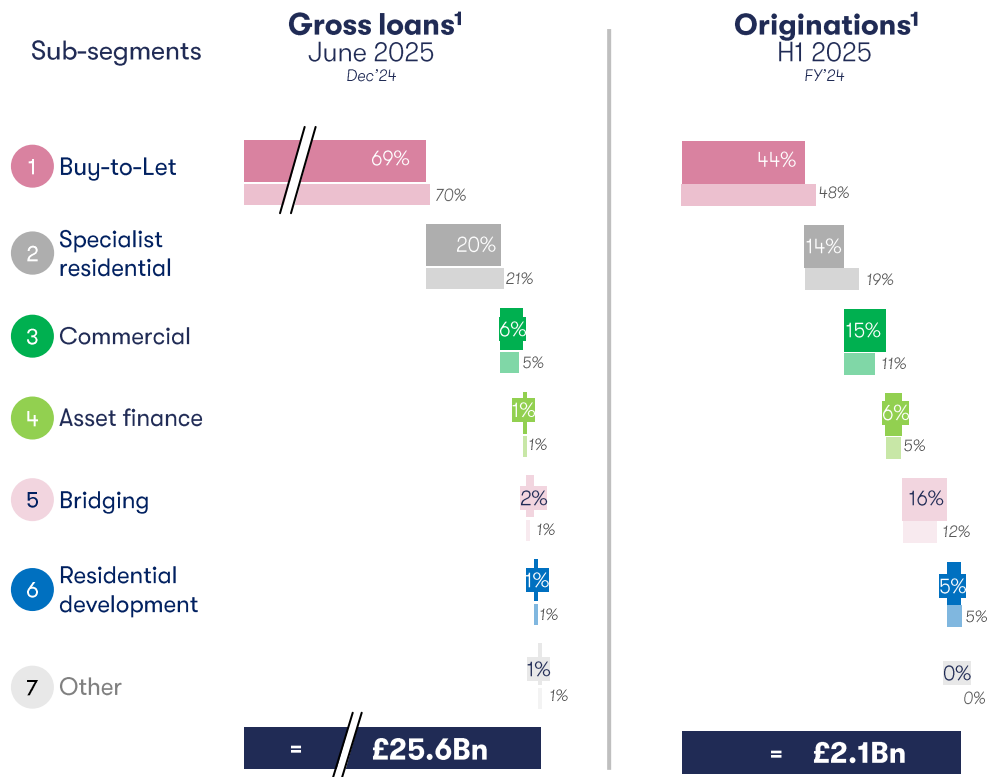 Sub-segments
Gross loans¹
June 2025
Dec'24
Originations¹
H1 2025
FY'24
1 Buy-to-Let
69%
70%
44%
48%
2 Specialist
residential
20%
21%
14%
19%
3 Commercial
6%
5%
15%
11%
4 Asset finance
1%
1%
6%
5%
5 Bridging
2%
1%
16%
12%
6 Residential
development
1%
1%
5%
5%
7 Other
1%
1%
0%
0%
= £25.6Bn
= £2.1Bn